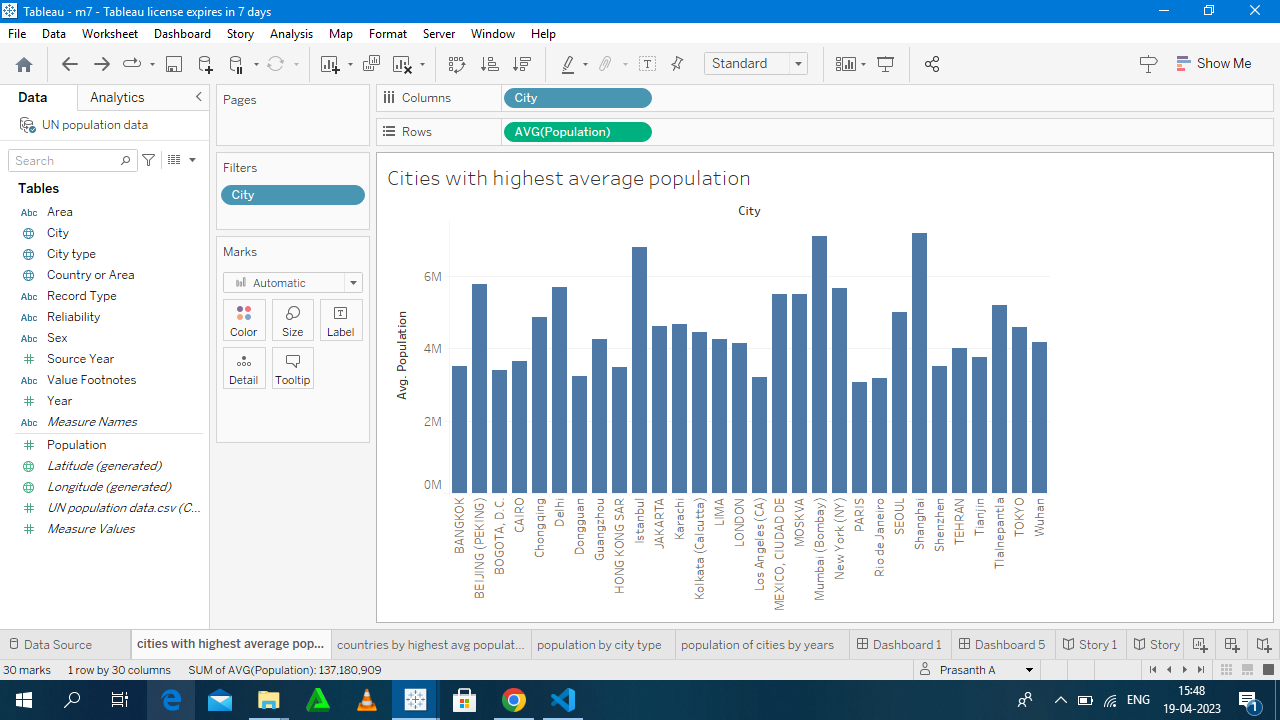 Tableau - m7 - Tableau license expires in 7 days
File Data Worksheet Dashboard Story Analysis Map Format Server Window Help
Standard
Show Me
Data
Analytics
UN population data
Search
Tables
Abc Area
City
City type
Country or Area
Abc Record Type
Abc Reliability
Abc Sex
Source Year
Abc Value Footnotes
Year
Abc Measure Names
Population
Latitude (generated)
Longitude (generated)
UN population data.csv (C...
Measure Values
Pages
Filters
City
Marks
Automatic
Color Size Label
Detail Tooltip
Columns City
Rows AVG(Population)
Cities with highest average population
City
Avg. Population
6M
4M
2M
0M
BANGKOK
BEIJING (PEKING)
BOGOTA, D.C.
CAIRO
Chongqing
Delhi
Dongguan
Guangzhou
HONG KONG SAR
Istanbul
JAKARTA
Karachi
Kolkata (Calcutta)
LIMA
LONDON
Los Angeles (CA)
MEXICO, CIUDAD DE
MOSKVA
Mumbai (Bombay)
New York (NY)
PARIS
Rio de Janeiro
SEOUL
Shanghai
Shenzhen
TEHRAN
Tianjin
Tlalnepantla
TOKYO
Wuhan
Data Source
cities with highest average pop...
countries by highest avg populat...
population by city type
population of cities by years
Dashboard 1
Dashboard 5
Story 1
Story
30 marks 1 row by 30 columns SUM of AVG(Population): 137,180,909
Prasanth A
ENG
15:48
19-04-2023
1